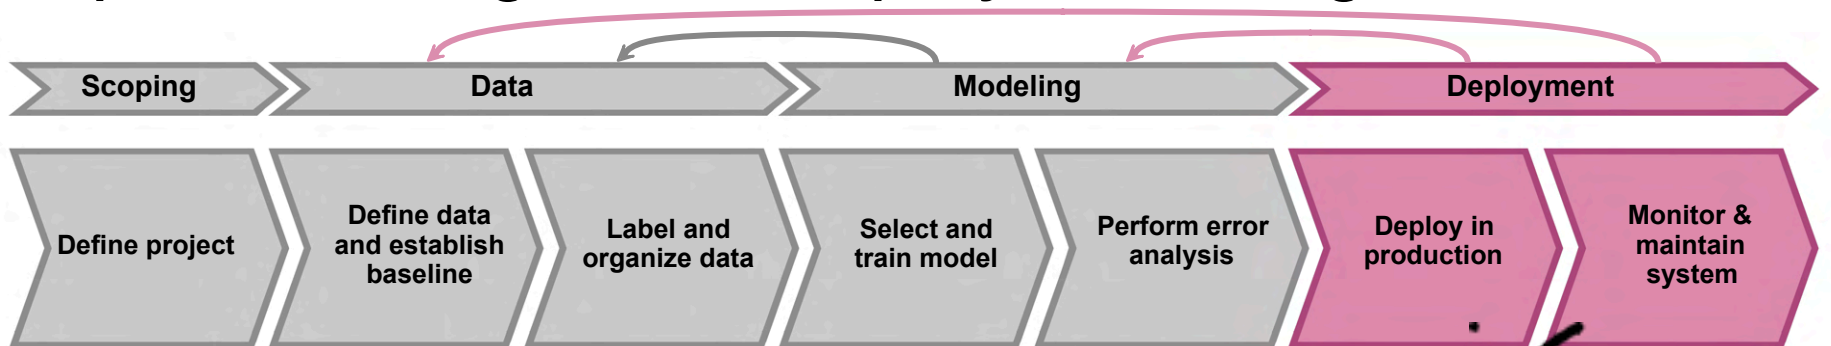 Scoping
Data
Modeling
Deployment
Define project
Define data
and establish
baseline
Label and
organize data
Select and
train model
Perform error
analysis
Deploy in
production
Monitor &
maintain
system